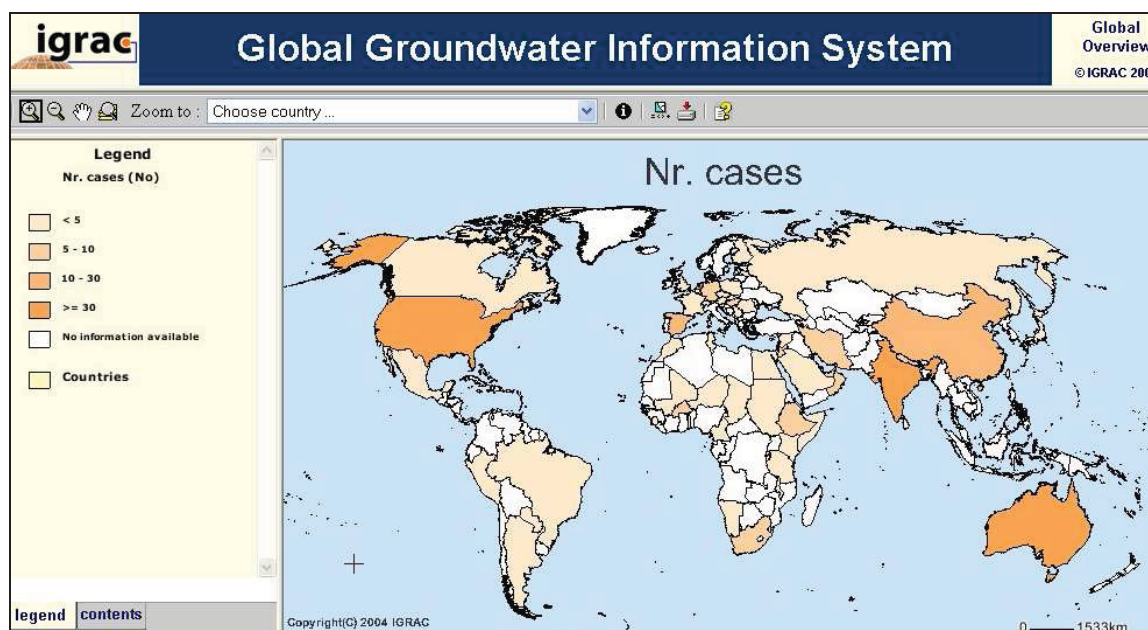 igrac
Global Groundwater Information System
Global
Overview
© IGRAC 200
Zoom to :
Choose country ...
Legend
Nr. cases (No)
< 5
5 - 10
10 - 30
>= 30
No information available
Countries
legend
contents
Nr. cases
Copyright(C) 2004 IGRAC
0
1533km